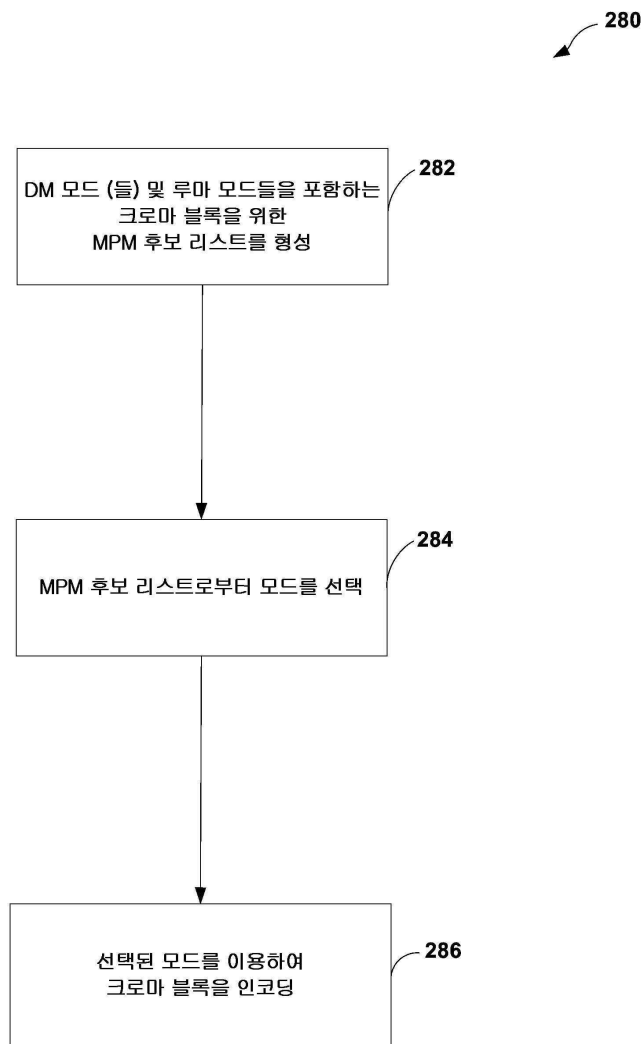 280
DM 모드 (들) 및 루마 모드들을 포함하는
크로마 블록을 위한
MPM 후보 리스트를 형성
282
MPM 후보 리스트로부터 모드를 선택
284
선택된 모드를 이용하여
크로마 블록을 인코딩
286